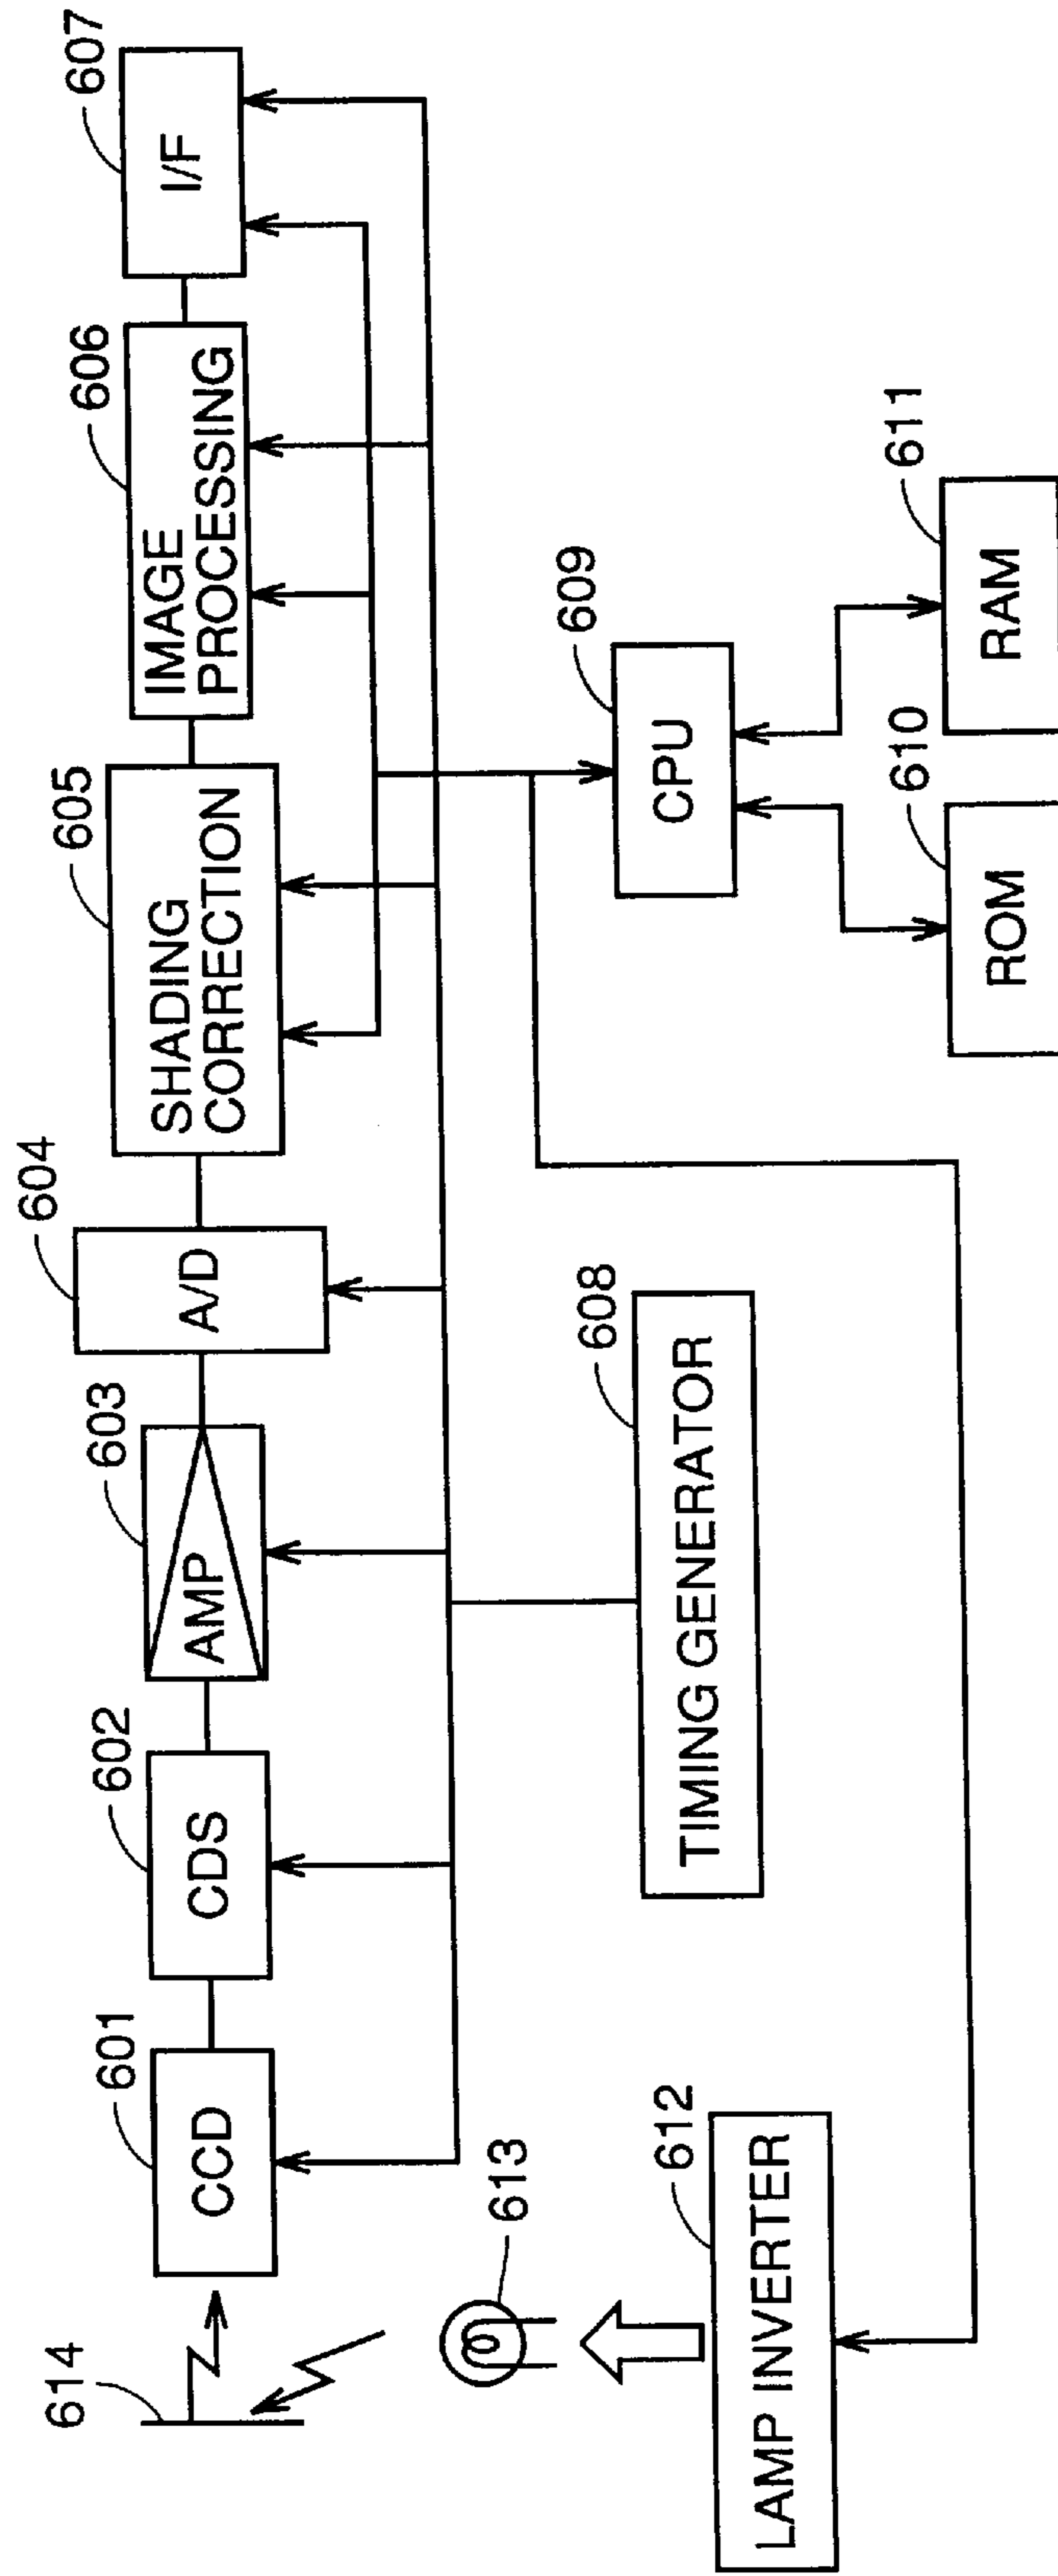 607
I/F
606
IMAGE
PROCESSING
605
SHADING
CORRECTION
604
A/D
603
AMP
602
CDS
601
CCD
614
613
612
LAMP INVERTER
608
TIMING GENERATOR
609
CPU
610
ROM
611
RAM